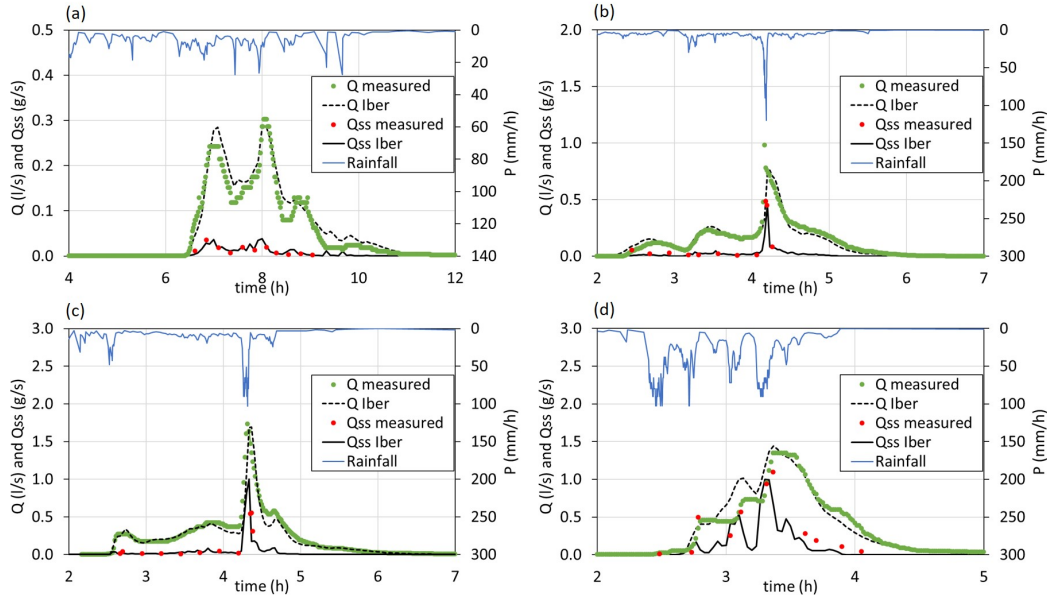 (a)
Q (l/s) and Qss (g/s)
0.5
0.4
0.3
0.2
0.1
0.0
4 6 8 10 12
time (h)
0
20
40
60
80
100
120
140
P (mm/h)
Q measured
Q Iber
Qss measured
Qss Iber
Rainfall
(b)
Q (l/s) and Qss (g/s)
2.0
1.5
1.0
0.5
0.0
2 3 4 5 6 7
time (h)
0
50
100
150
200
250
300
P (mm/h)
Q measured
Q Iber
Qss measured
Qss Iber
Rainfall
(c)
Q (l/s) and Qss (g/s)
3.0
2.5
2.0
1.5
1.0
0.5
0.0
2 3 4 5 6 7
time (h)
0
50
100
150
200
250
300
P (mm/h)
Q measured
Q Iber
Qss measured
Qss Iber
Rainfall
(d)
Q (l/s) and Qss (g/s)
3.0
2.5
2.0
1.5
1.0
0.5
0.0
2 3 4 5
time (h)
0
50
100
150
200
250
300
P (mm/h)
Q measured
Q Iber
Qss measured
Qss Iber
Rainfall